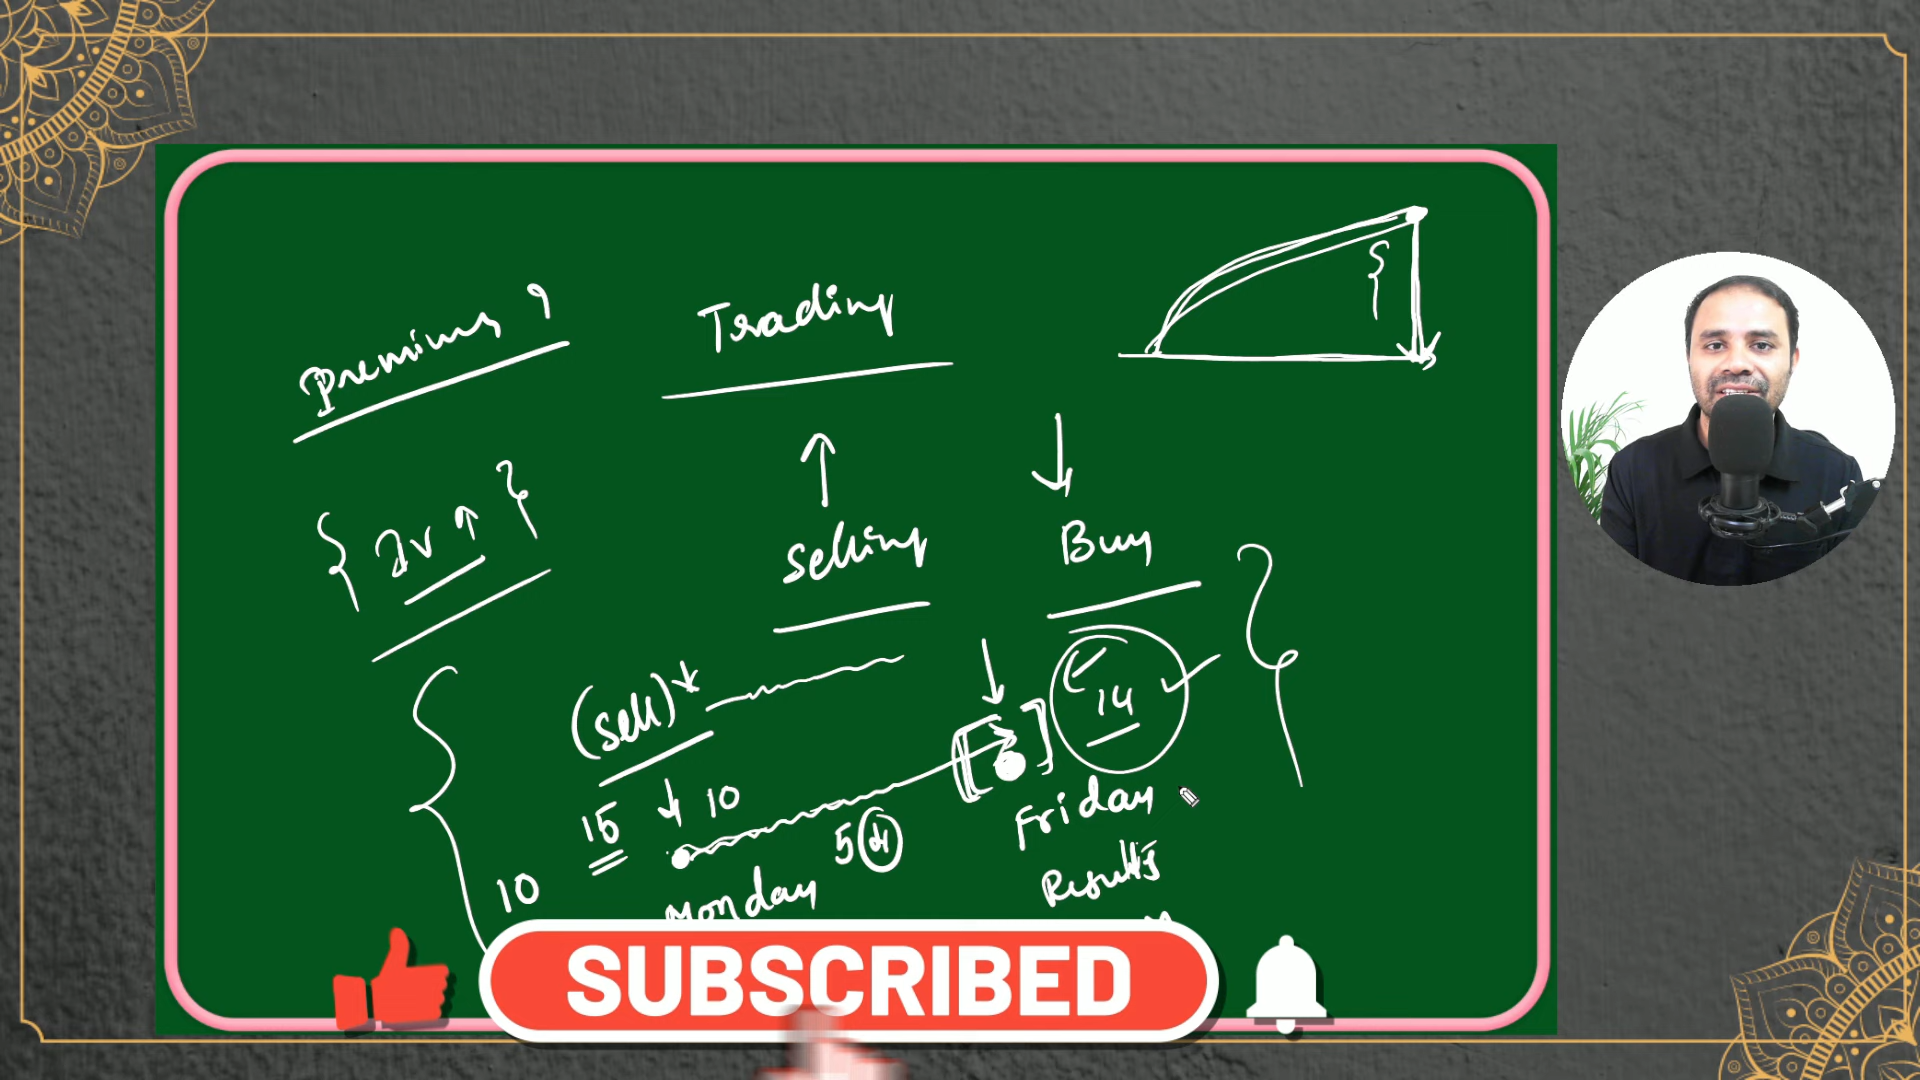 Premium ?
Trading
{ IV ↑ }
Selling
Buy
(sell)*
14
15
10
5
Friday
Results
10
Monday
SUBSCRIBED